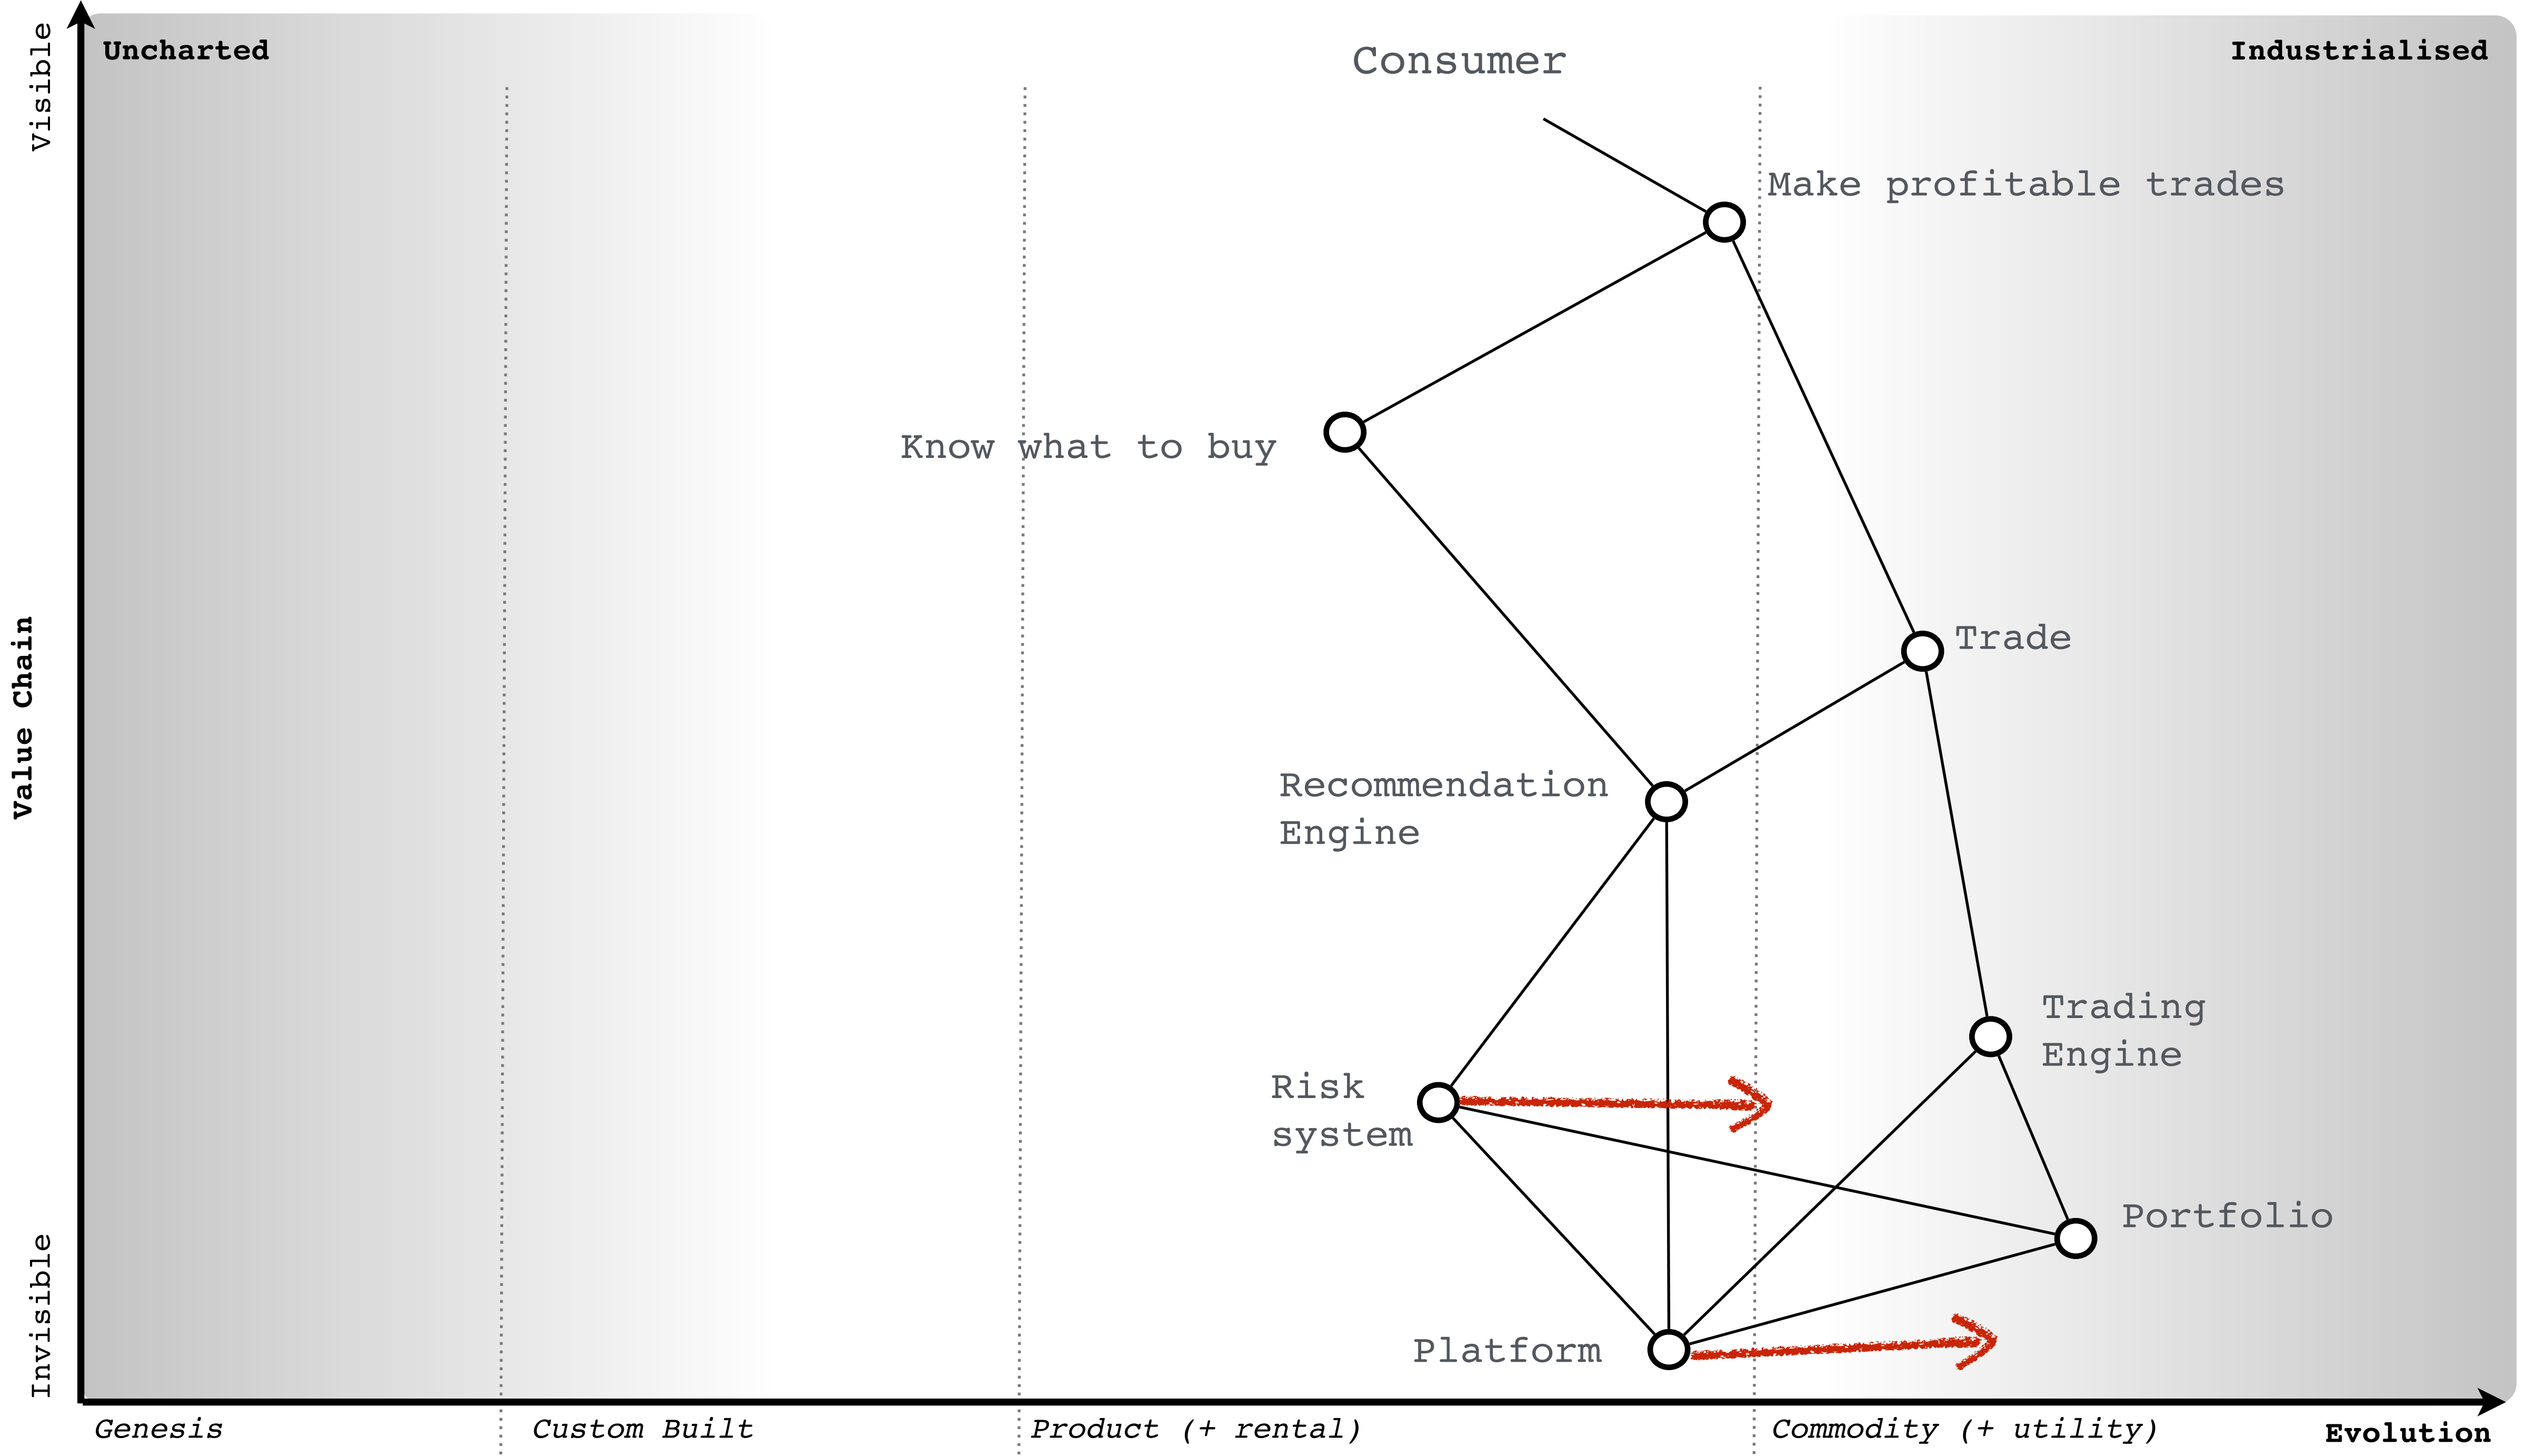 Visible
Uncharted
Consumer
Industrialised
Make profitable trades
Know what to buy
Value Chain
Trade
Recommendation
Engine
Trading
Engine
Risk
system
Portfolio
Invisible
Platform
Genesis
Custom Built
Product (+ rental)
Commodity (+ utility)
Evolution